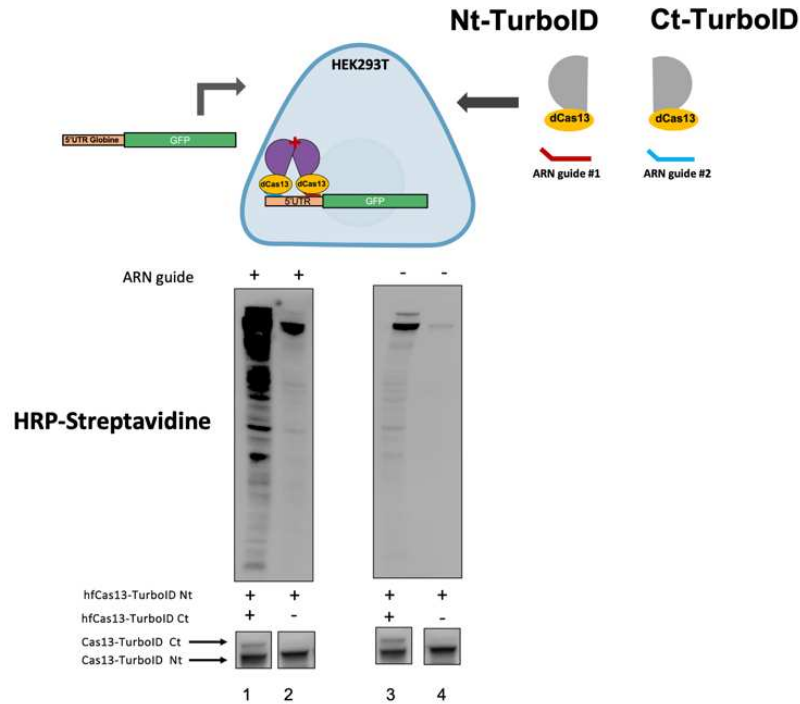 Nt-TurboID Ct-TurboID
HEK293T
dCas13 dCas13
5'UTR Globine GFP
ARN guide #1 ARN guide #2
dCas13 dCas13
5'UTR GFP
ARN guide + + - -
HRP-Streptavidine
hfCas13-TurboID Nt + + + +
hfCas13-TurboID Ct + - + -
Cas13-TurboID Ct
Cas13-TurboID Nt
1 2 3 4